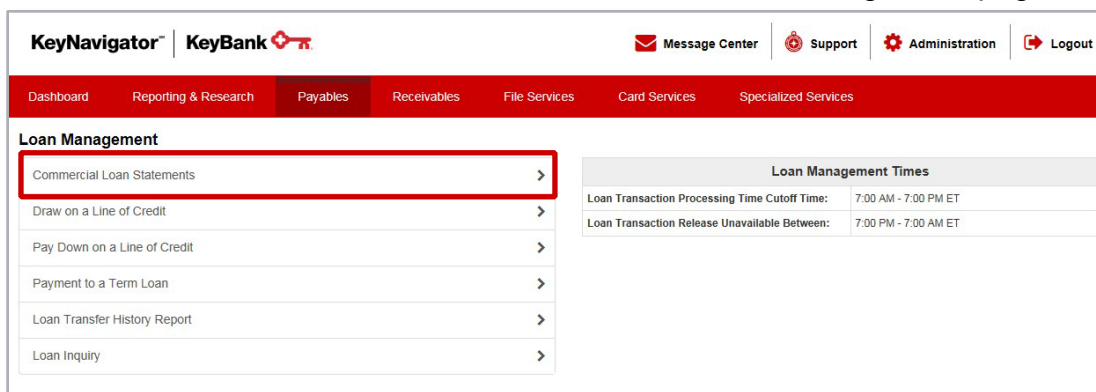 KeyNavigator℠ KeyBank
Message Center Support Administration Logout
Dashboard Reporting & Research Payables Receivables File Services Card Services Specialized Services
Loan Management
Commercial Loan Statements
Draw on a Line of Credit
Pay Down on a Line of Credit
Payment to a Term Loan
Loan Transfer History Report
Loan Inquiry
Loan Management Times
Loan Transaction Processing Time Cutoff Time: 7:00 AM - 7:00 PM ET
Loan Transaction Release Unavailable Between: 7:00 PM - 7:00 AM ET